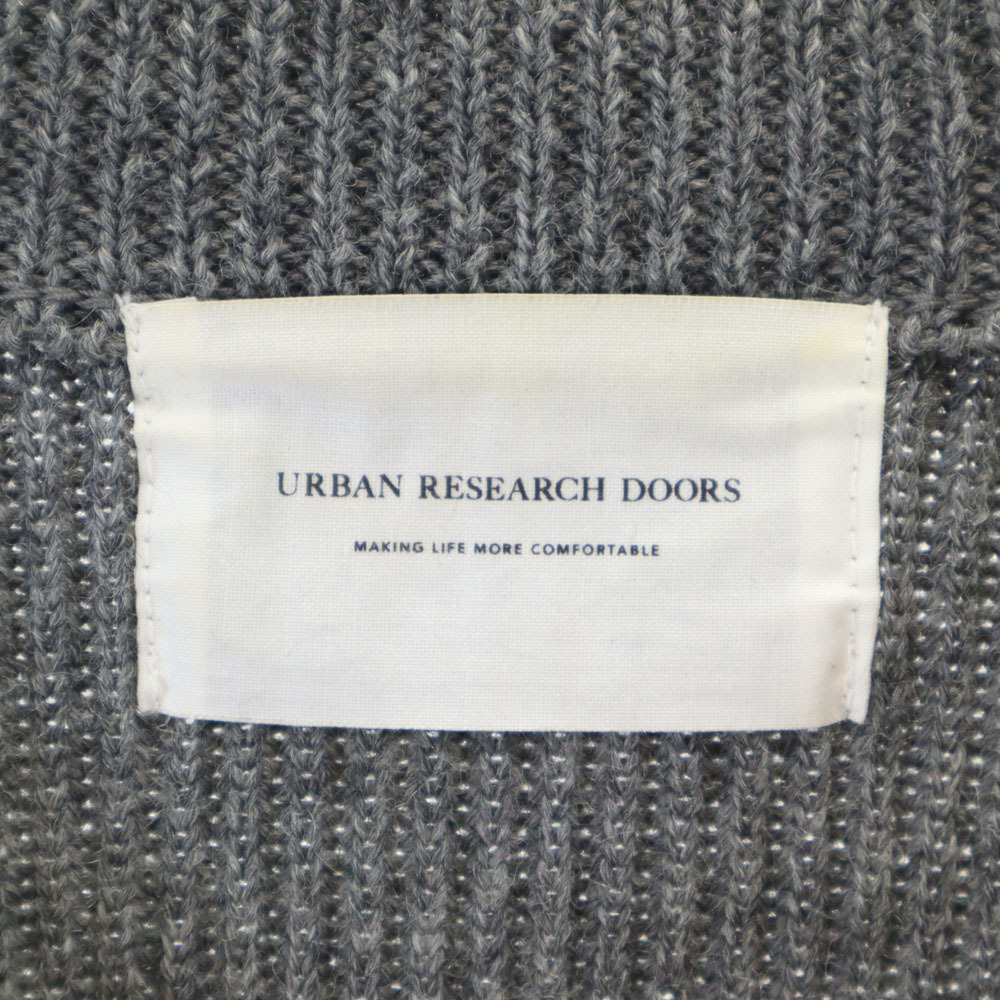 URBAN RESEARCH DOORS
MAKING LIFE MORE COMFORTABLE